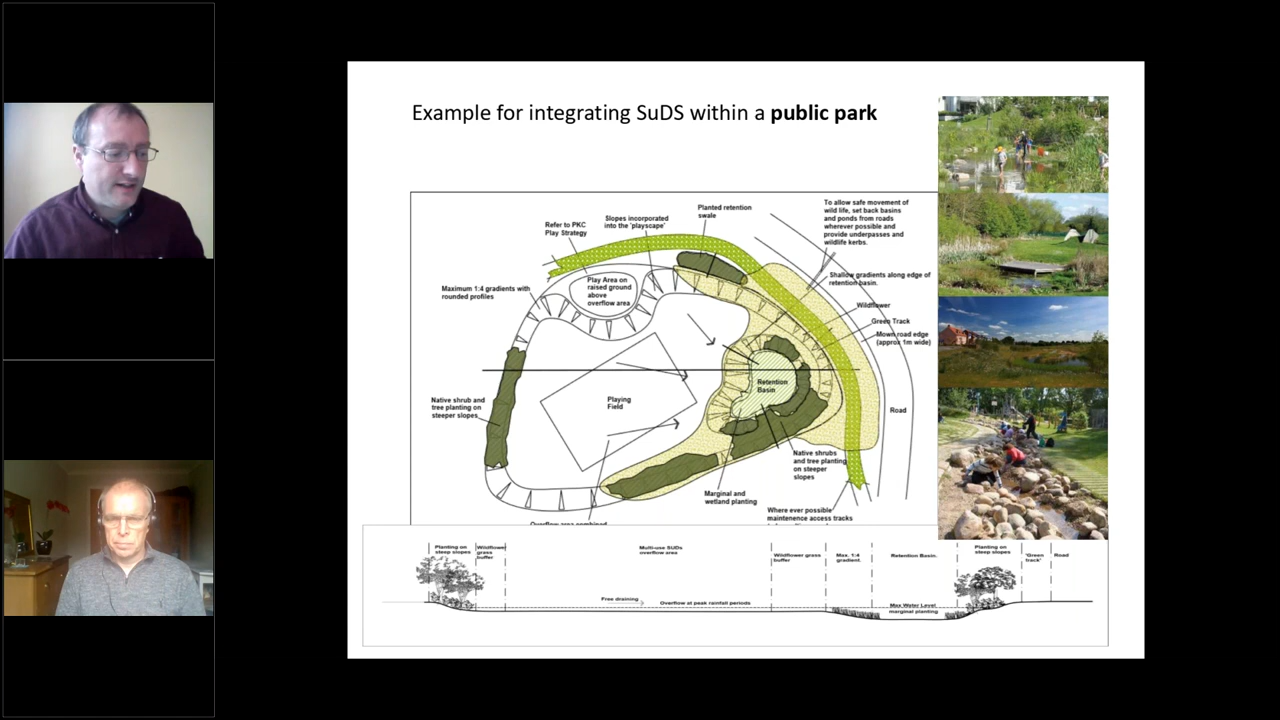 Example for integrating SuDS within a public park
Planted retention
swale
To allow safe movement of
wild life, set back basins
and ponds from roads
wherever possible and
provide underpasses and
wildlife kerbs.
Slopes incorporated
into the 'playscape'
Refer to PKC
Play Strategy
Maximum 1:4 gradients with
rounded profiles
Play Area on
raised ground
above
overflow area
Shallow gradients along edge of
retention basin.
Wildflower
Green Track
Mown road edge
(approx 1m wide)
Retention
Basin
Native shrub and
tree planting on
steeper slopes
Playing
Field
Road
Native shrubs
and tree planting
on steeper
slopes
Marginal and
wetland planting
Where ever possible
maintenence access tracks
Overflow area combined
Planting on
steep slopes
Wildflower
grass
buffer
Multi-use SUDs
overflow area
Wildflower grass
buffer
Max. 1:4
gradient.
Retention Basin.
Planting on
steep slopes
'Green
track'
Road
Free draining
Overflow at peak rainfall periods
Max Water Level
marginal planting